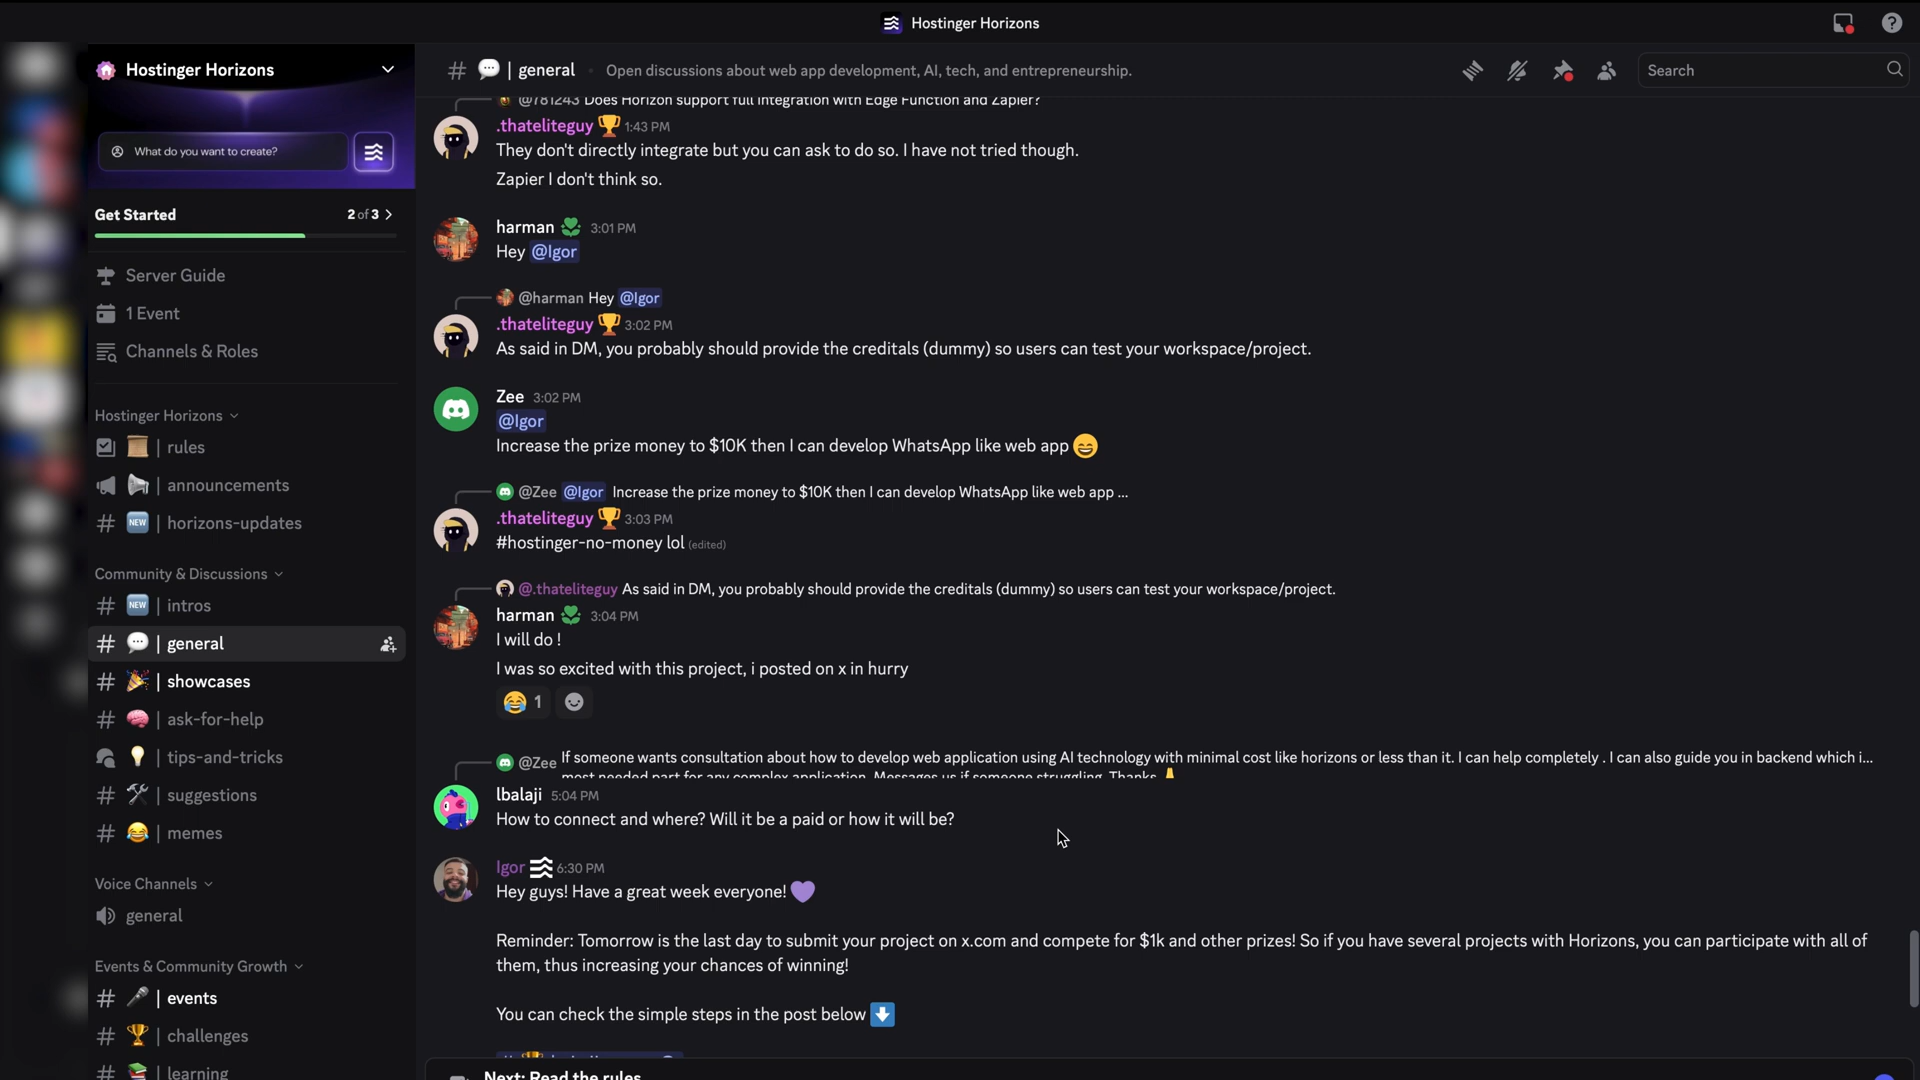 Hostinger Horizons
Hostinger Horizons
What do you want to create?
Get Started 2 of 3
Server Guide
1 Event
Channels & Roles
Hostinger Horizons
| rules
| announcements
# NEW | horizons-updates
Community & Discussions
# NEW | intros
# | general
# | showcases
# | ask-for-help
| tips-and-tricks
# | suggestions
# | memes
Voice Channels
general
Events & Community Growth
# | events
# | challenges
# | learning
# | general • Open discussions about web app development, AI, tech, and entrepreneurship.
Search
@781243 Does Horizon support full integration with Edge Function and Zapier?
.thateliteguy 🏆 1:43 PM
They don't directly integrate but you can ask to do so. I have not tried though.
Zapier I don't think so.
harman 3:01 PM
Hey @Igor
@harman Hey @Igor
.thateliteguy 🏆 3:02 PM
As said in DM, you probably should provide the creditals (dummy) so users can test your workspace/project.
Zee 3:02 PM
@Igor
Increase the prize money to $10K then I can develop WhatsApp like web app 😄
@Zee @Igor Increase the prize money to $10K then I can develop WhatsApp like web app ...
.thateliteguy 🏆 3:03 PM
#hostinger-no-money lol (edited)
@.thateliteguy As said in DM, you probably should provide the creditals (dummy) so users can test your workspace/project.
harman 3:04 PM
I will do !
I was so excited with this project, i posted on x in hurry
😂 1
@Zee If someone wants consultation about how to develop web application using AI technology with minimal cost like horizons or less than it. I can help completely . I can also guide you in backend which i...
most needed part for any complex application. Messages us if someone struggling. Thanks
lbalaji 5:04 PM
How to connect and where? Will it be a paid or how it will be?
Igor 6:30 PM
Hey guys! Have a great week everyone! 💜
Reminder: Tomorrow is the last day to submit your project on x.com and compete for $1k and other prizes! So if you have several projects with Horizons, you can participate with all of
them, thus increasing your chances of winning!
You can check the simple steps in the post below ⬇️
Next: Read the rules